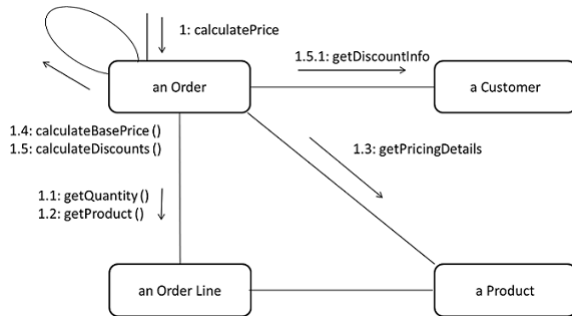 1: calculatePrice
1.5.1: getDiscountInfo
an Order
a Customer
1.4: calculateBasePrice()
1.5: calculateDiscounts()
1.3: getPricingDetails
1.1: getQuantity()
1.2: getProduct()
an Order Line
a Product